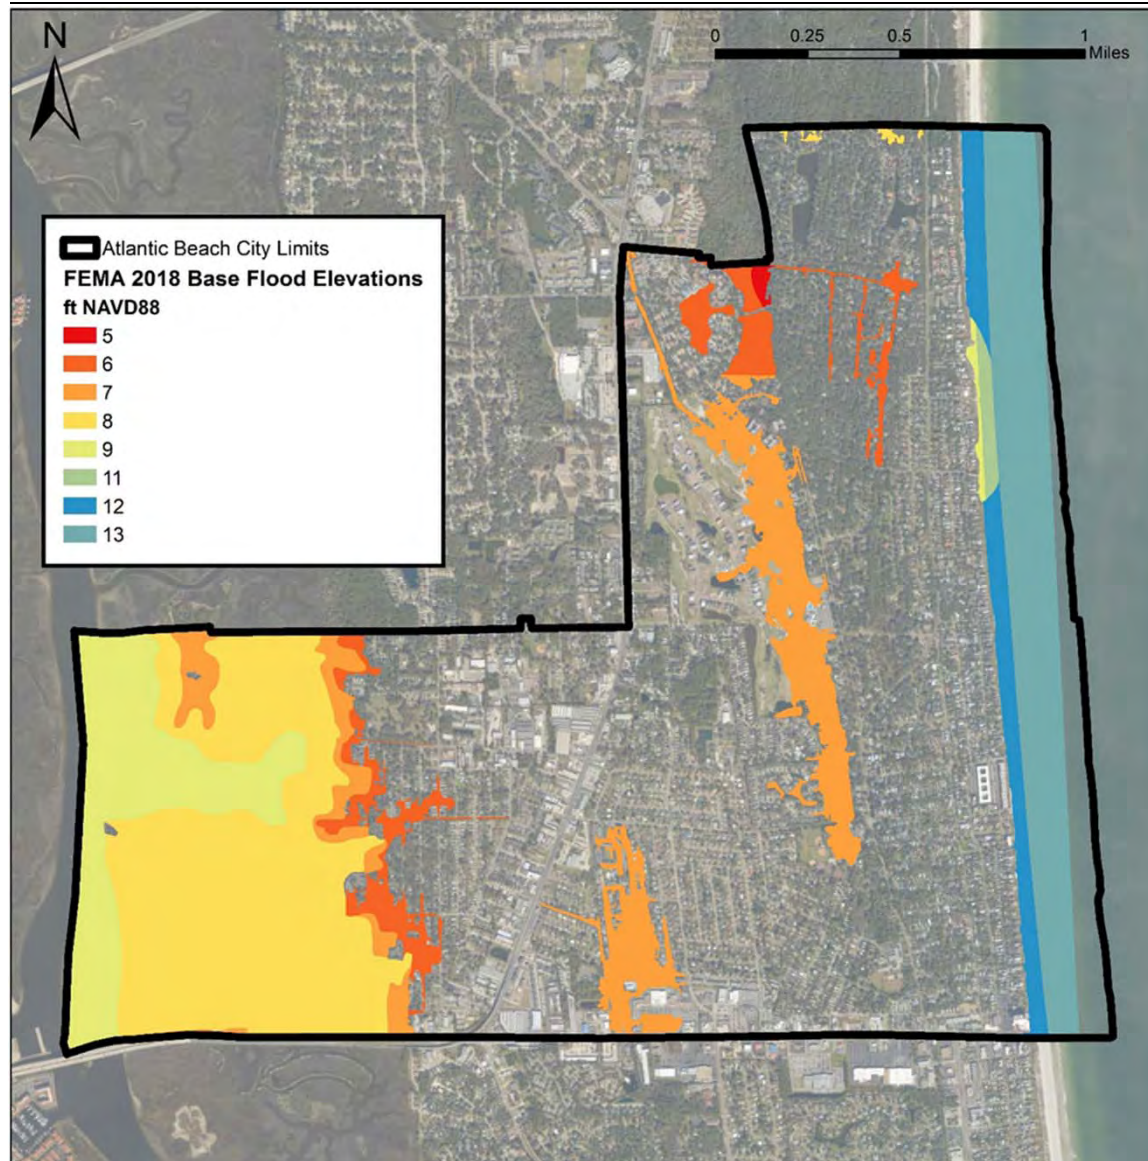 N
0 0.25 0.5 1
Miles
Atlantic Beach City Limits
FEMA 2018 Base Flood Elevations
ft NAVD88
5
6
7
8
9
11
12
13